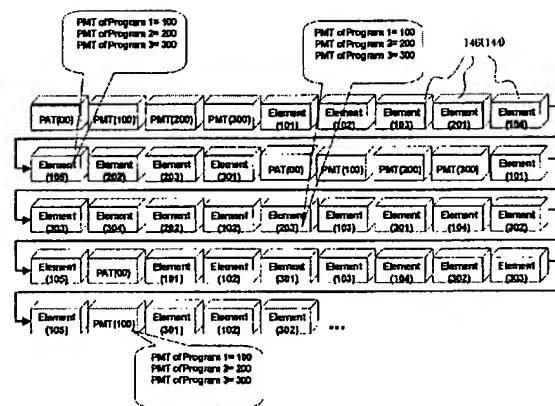 PMT of Program 1= 100
PMT of Program 2= 200
PMT of Program 3= 300
PMT of Program 1= 100
PMT of Program 2= 200
PMT of Program 3= 300
146(144)
PAT(00) PMT(100) PMT(200) PMT(300) Element (101) Element (102) Element (103) Element (201) Element (104)
Element (105) Element (202) Element (203) Element (301) PAT(00) PMT(100) PMT(200) PMT(300) Element (101)
Element (303) Element (304) Element (202) Element (102) Element (203) Element (103) Element (301) Element (104) Element (302)
Element (105) PAT(00) Element (101) Element (102) Element (301) Element (103) Element (104) Element (302) Element (303)
Element (105) PMT(100) Element (301) Element (102) Element (302) •••
PMT of Program 1= 100
PMT of Program 2= 200
PMT of Program 3= 300